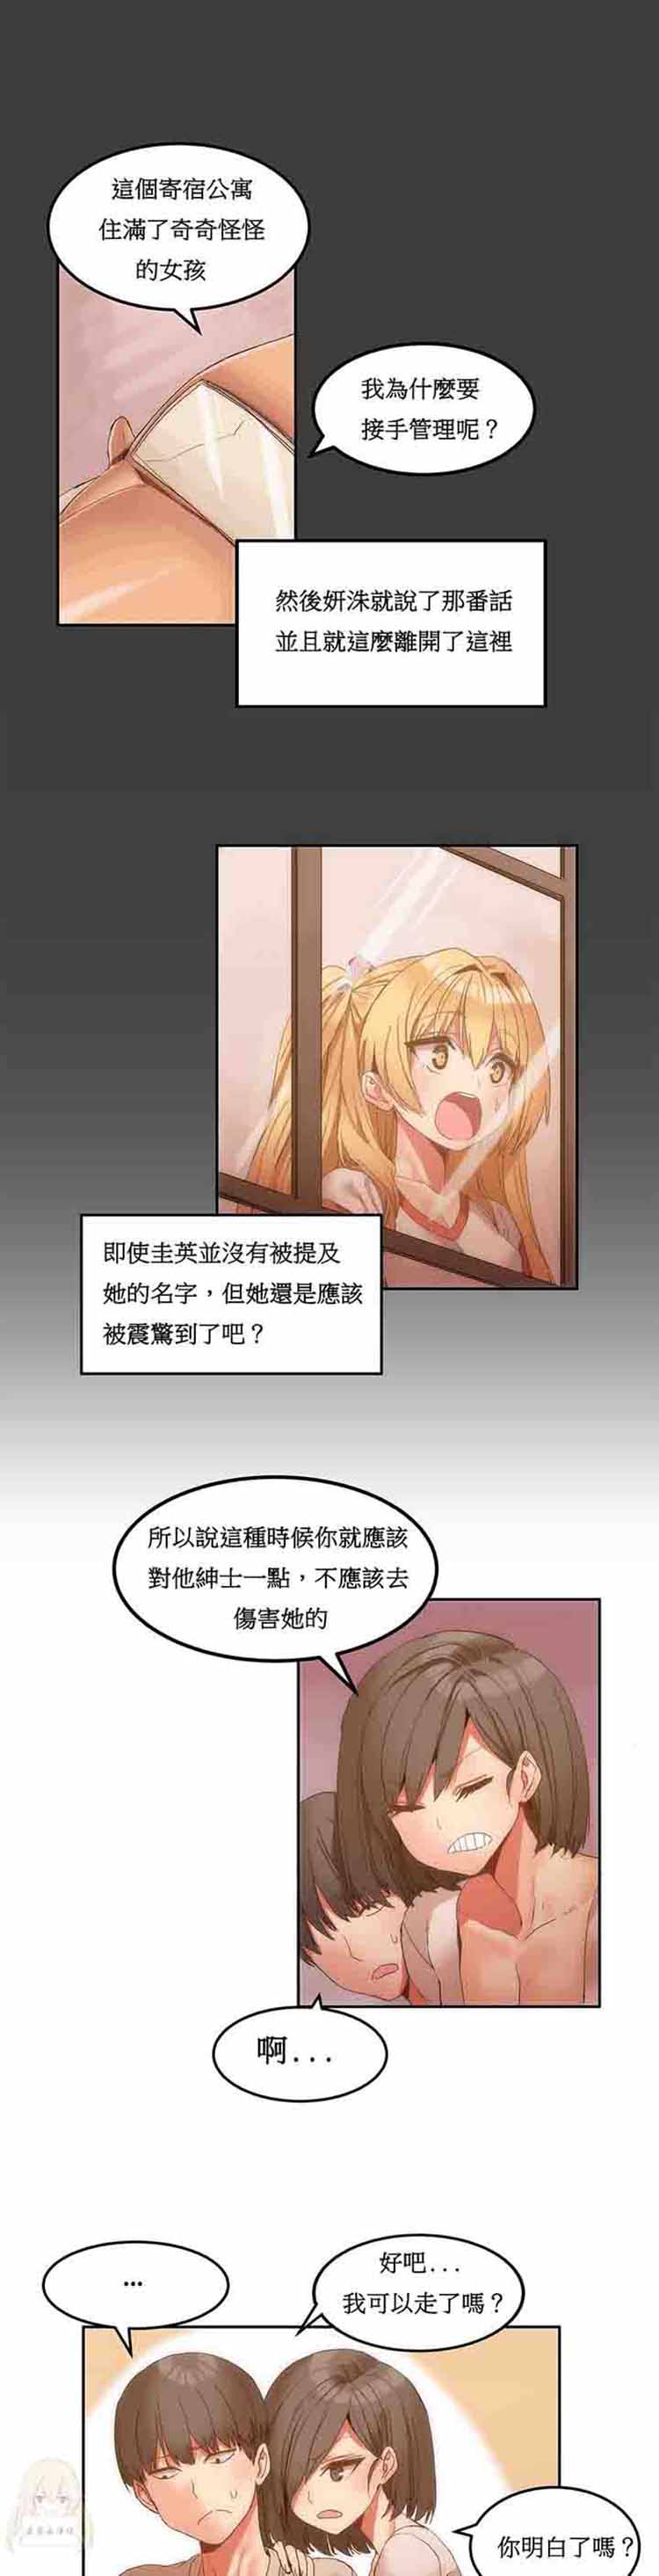 這個寄宿公寓
住滿了奇奇怪怪
的女孩
我為什麼要
接手管理呢？
然後妍洙就說了那番話
並且就這麼離開了這裡
即使圭英並沒有被提及
她的名字，但她還是應該
被震驚到了吧？
所以說這種時候你就應該
對他紳士一點，不應該去
傷害她的
啊...
...
好吧...
我可以走了嗎？
你明白了嗎？